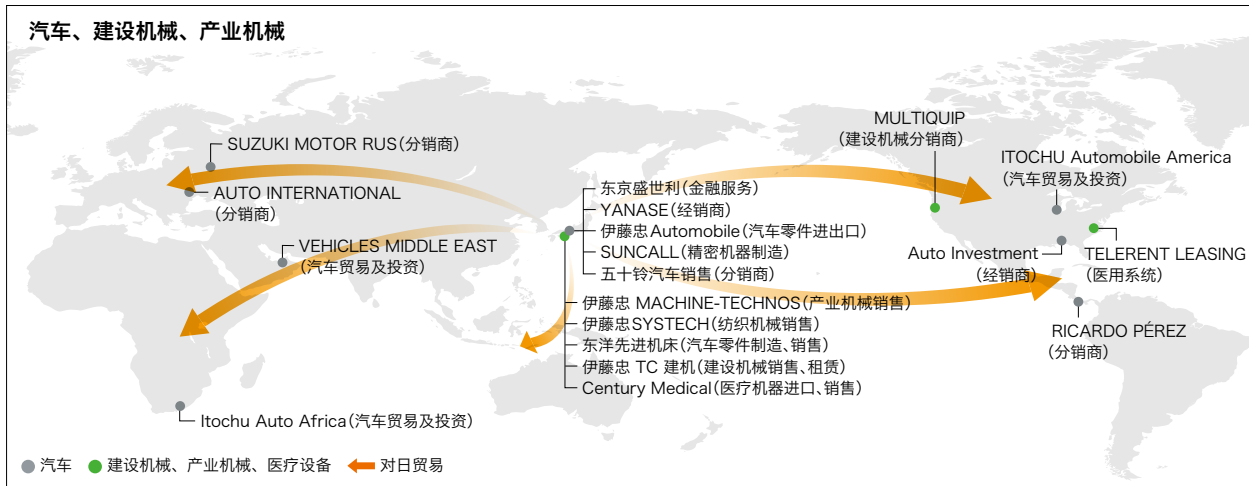 汽车、建设机械、产业机械
SUZUKI MOTOR RUS（分销商）
AUTO INTERNATIONAL
（分销商）
VEHICLES MIDDLE EAST
（汽车贸易及投资）
Itochu Auto Africa（汽车贸易及投资）
东京盛世利（金融服务）
YANASE（经销商）
伊藤忠Automobile（汽车零件进出口）
SUNCALL（精密机器制造）
五十铃汽车销售（分销商）
伊藤忠 MACHINE-TECHNOS（产业机械销售）
伊藤忠SYSTECH（纺织机械销售）
东洋先进机床（汽车零件制造、销售）
伊藤忠 TC 建机（建设机械销售、租赁）
Century Medical（医疗机器进口、销售）
MULTIQUIP
（建设机械分销商）
ITOCHU Automobile America
（汽车贸易及投资）
Auto Investment
（经销商）
TELERENT LEASING
（医用系统）
RICARDO PÉREZ
（分销商）
汽车
建设机械、产业机械、医疗设备
对日贸易